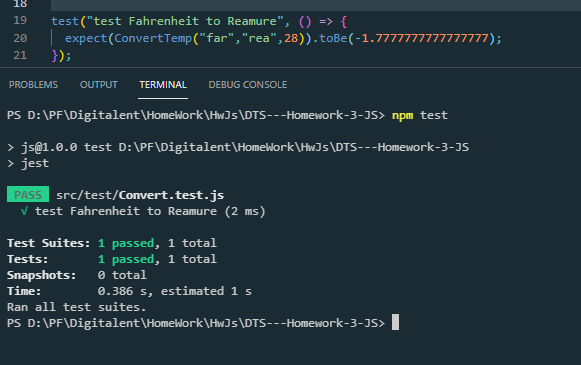 18
19 test("test Fahrenheit to Reamure", () => {
20 expect(ConvertTemp("far","rea",28)).toBe(-1.7777777777777777);
21 });
PROBLEMS OUTPUT TERMINAL DEBUG CONSOLE
PS D:\PF\Digitalent\HomeWork\HwJs\DTS---Homework-3-JS> npm test
> js@1.0.0 test D:\PF\Digitalent\HomeWork\HwJs\DTS---Homework-3-JS
> jest
PASS src/test/Convert.test.js
√ test Fahrenheit to Reamure (2 ms)
Test Suites: 1 passed, 1 total
Tests: 1 passed, 1 total
Snapshots: 0 total
Time: 0.386 s, estimated 1 s
Ran all test suites.
PS D:\PF\Digitalent\HomeWork\HwJs\DTS---Homework-3-JS>